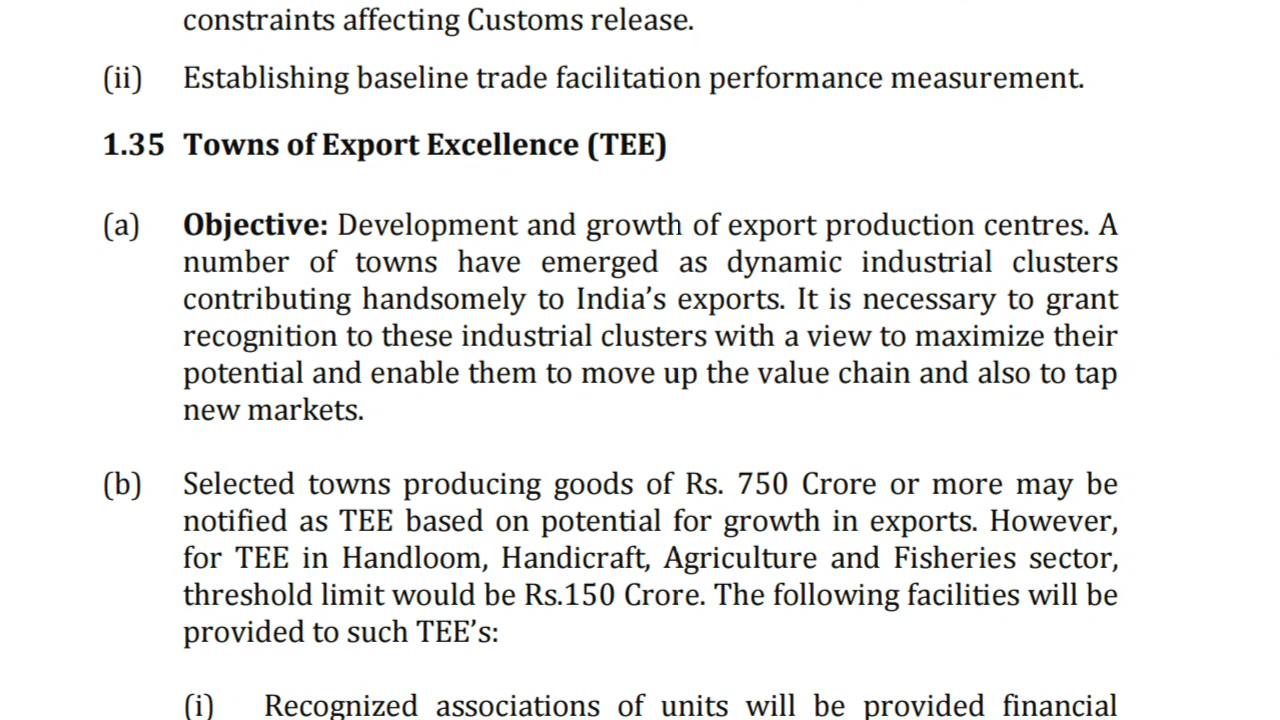 constraints affecting Customs release.
(ii) Establishing baseline trade facilitation performance measurement.
1.35 Towns of Export Excellence (TEE)
(a) Objective: Development and growth of export production centres. A
number of towns have emerged as dynamic industrial clusters
contributing handsomely to India’s exports. It is necessary to grant
recognition to these industrial clusters with a view to maximize their
potential and enable them to move up the value chain and also to tap
new markets.
(b) Selected towns producing goods of Rs. 750 Crore or more may be
notified as TEE based on potential for growth in exports. However,
for TEE in Handloom, Handicraft, Agriculture and Fisheries sector,
threshold limit would be Rs.150 Crore. The following facilities will be
provided to such TEE’s:
(i) Recognized associations of units will be provided financial